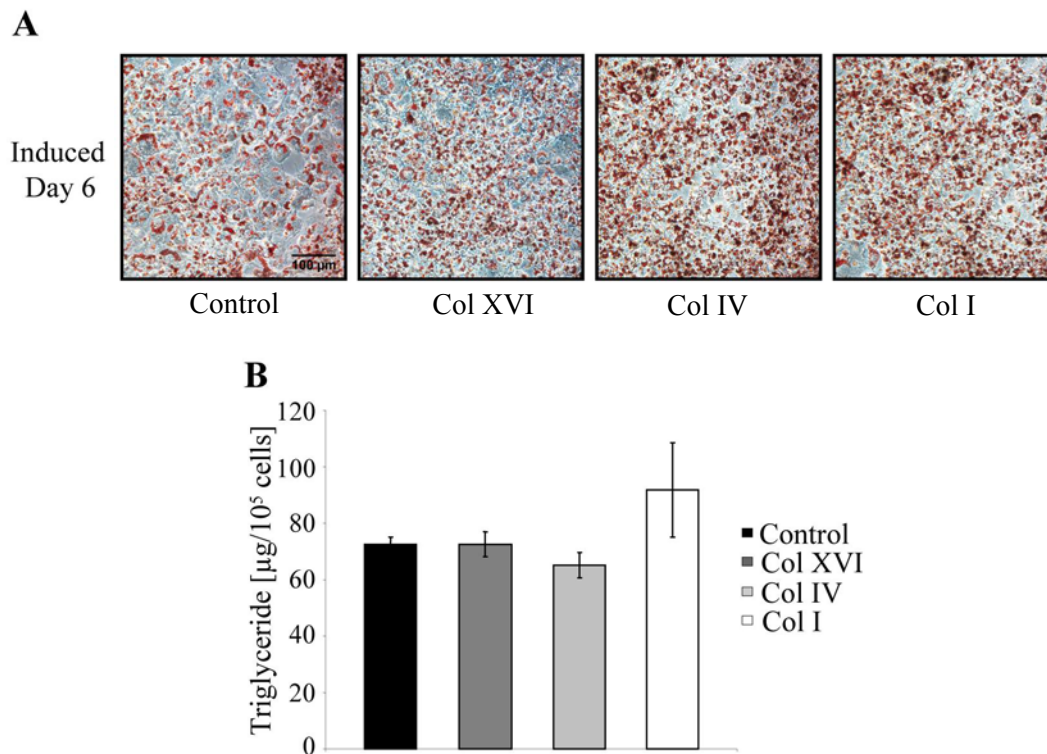 A
Induced
Day 6
100 µm
Control
Col XVI
Col IV
Col I
B
Triglyceride [µg/10⁵ cells]
120
100
80
60
40
20
0
Control
Col XVI
Col IV
Col I